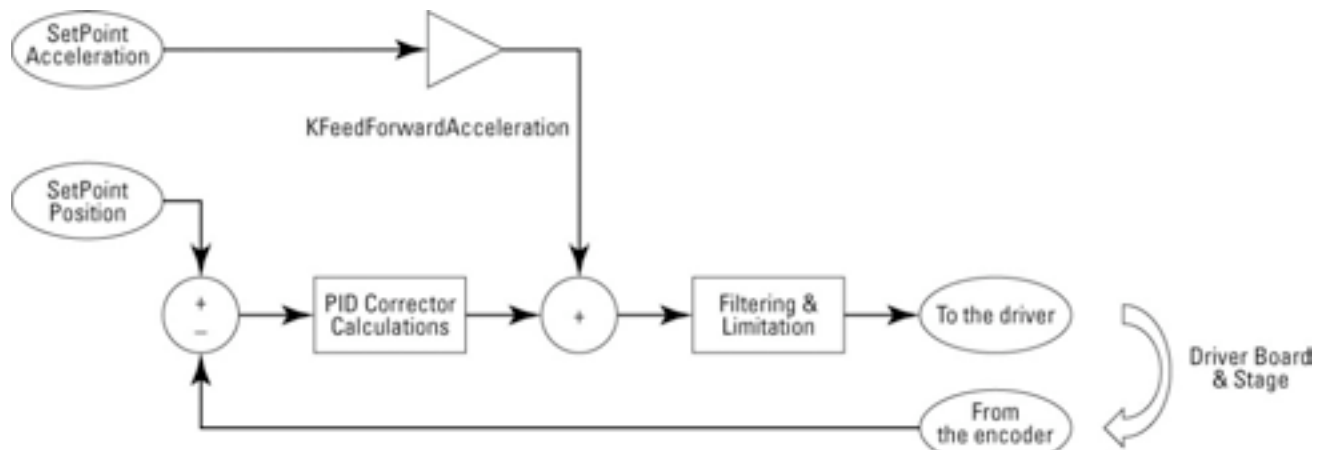 SetPoint
Acceleration
KFeedForwardAcceleration
SetPoint
Position
+
–
PID Corrector
Calculations
+
Filtering &
Limitation
To the driver
Driver Board
& Stage
From
the encoder